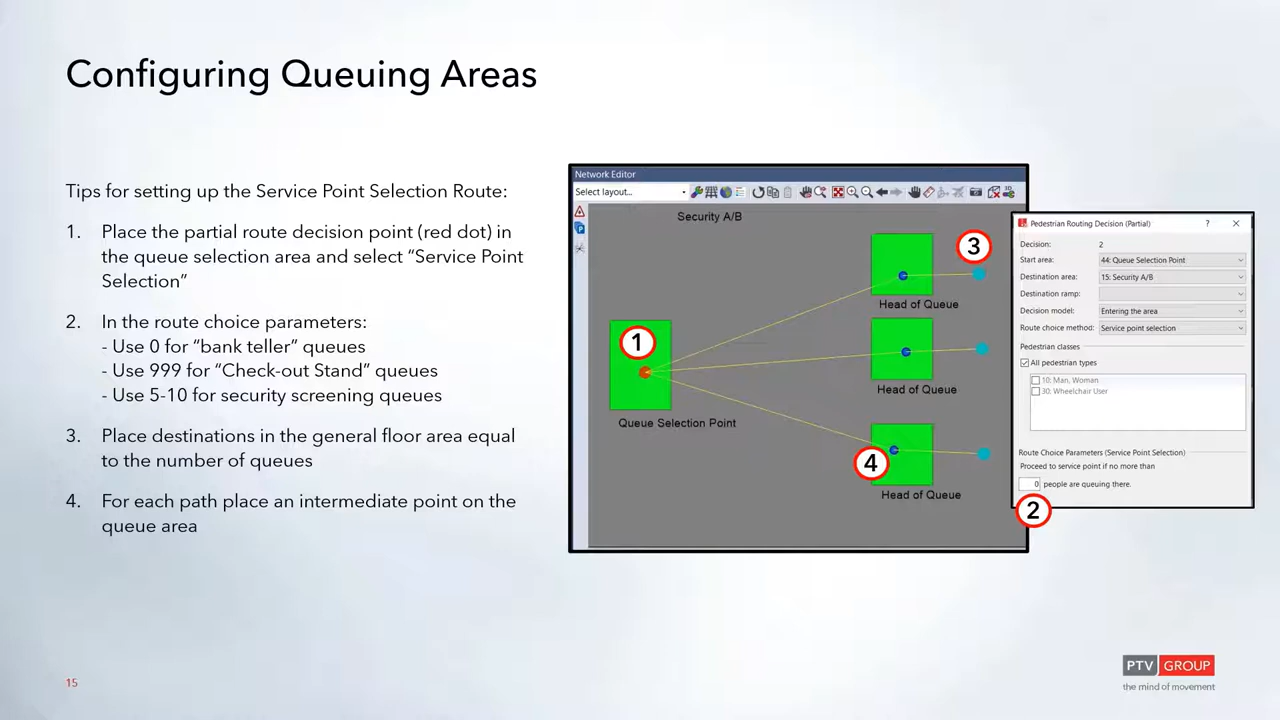 Configuring Queuing Areas
Tips for setting up the Service Point Selection Route:
1. Place the partial route decision point (red dot) in
the queue selection area and select “Service Point
Selection”
2. In the route choice parameters:
- Use 0 for “bank teller” queues
- Use 999 for “Check-out Stand” queues
- Use 5-10 for security screening queues
3. Place destinations in the general floor area equal
to the number of queues
4. For each path place an intermediate point on the
queue area
Network Editor
Select layout...
Security A/B
3
Head of Queue
1
Head of Queue
Queue Selection Point
4
Head of Queue
Pedestrian Routing Decision (Partial)
Decision: 2
Start area: 44: Queue Selection Point
Destination area: 15: Security A/B
Destination ramp:
Decision model: Entering the area
Route choice method: Service point selection
Pedestrian classes
All pedestrian types
10: Man, Woman
30: Wheelchair User
Route Choice Parameters (Service Point Selection)
Proceed to service point if no more than
0 people are queuing there.
2
15
PTV GROUP
the mind of movement